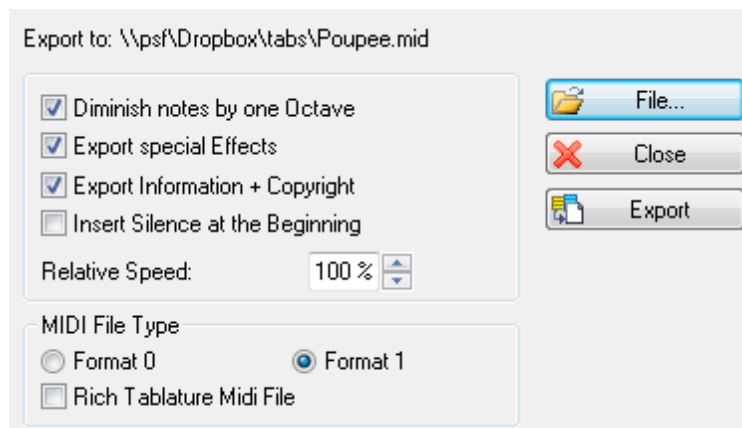 Export to: \\psf\Dropbox\tabs\Poupee.mid
Diminish notes by one Octave
Export special Effects
Export Information + Copyright
Insert Silence at the Beginning
Relative Speed: 100 %
File...
Close
Export
MIDI File Type
Format 0 Format 1
Rich Tablature Midi File